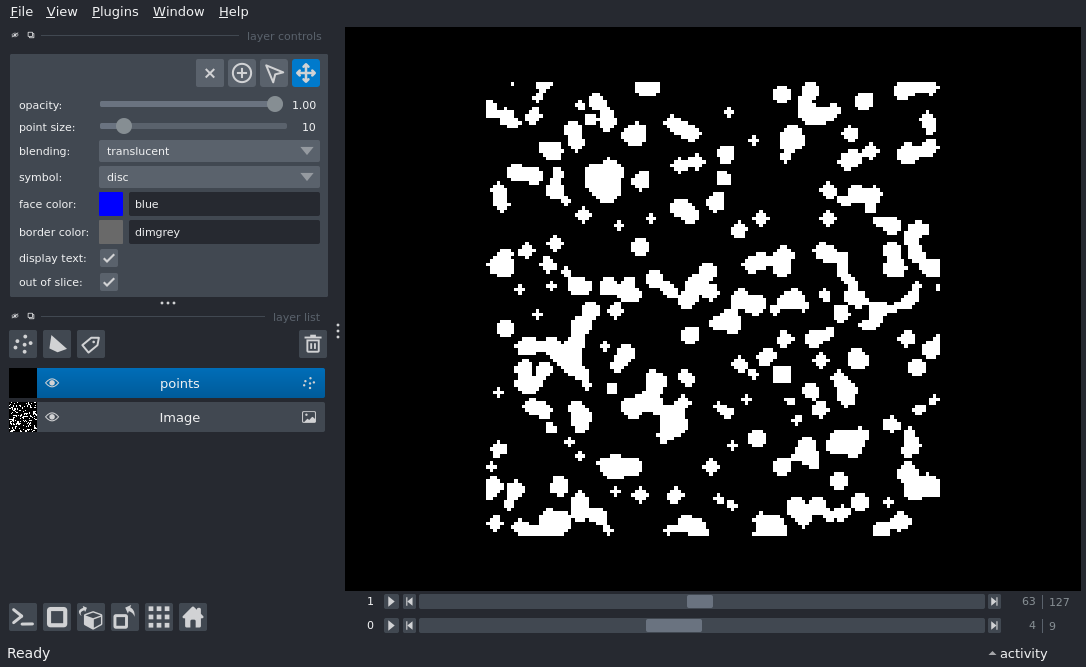 File View Plugins Window Help
layer controls
opacity: 1.00
point size: 10
blending: translucent
symbol: disc
face color: blue
border color: dimgrey
display text:
out of slice:
layer list
points
Image
1 63 127
0 4 9
Ready activity